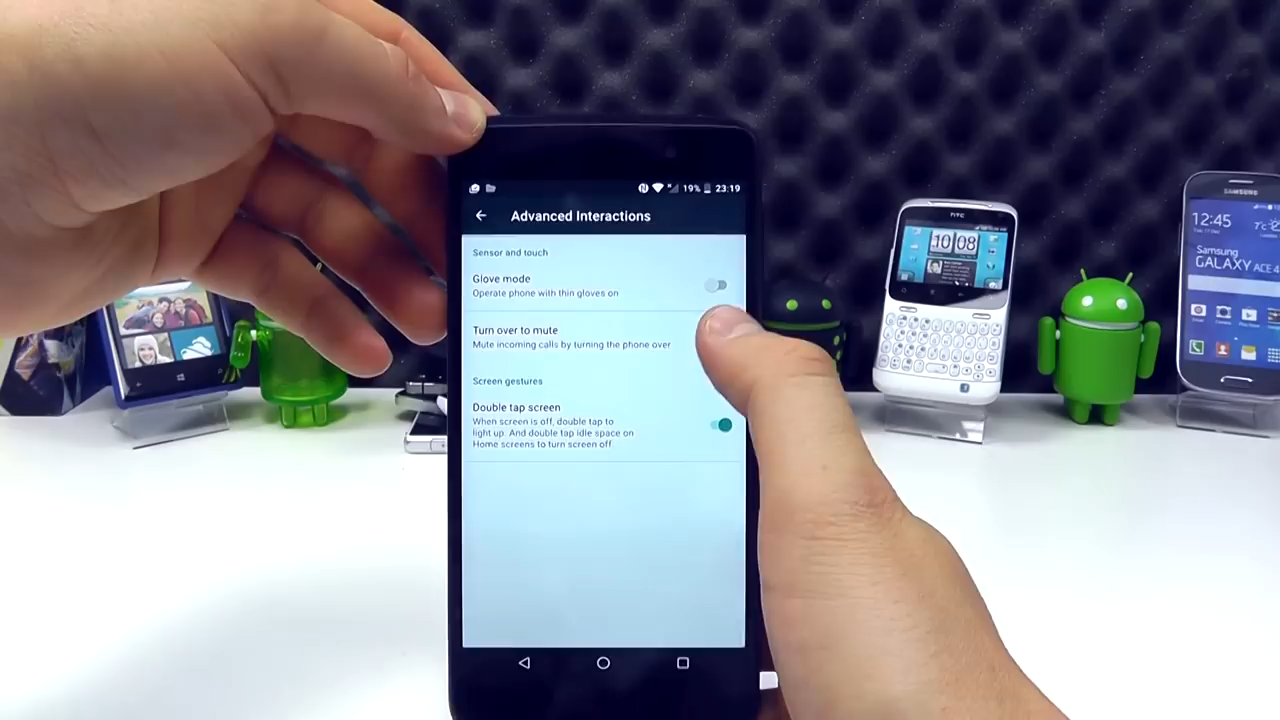 19% 23:19
Advanced Interactions
Sensor and touch
Glove mode
Operate phone with thin gloves on
Turn over to mute
Mute incoming calls by turning the phone over
Screen gestures
Double tap screen
When screen is off, double tap to
light up. And double tap idle space on
Home screens to turn screen off.
hTC
10 08
SAMSUNG
12:45
7°C
Samsung
GALAXY ACE 4